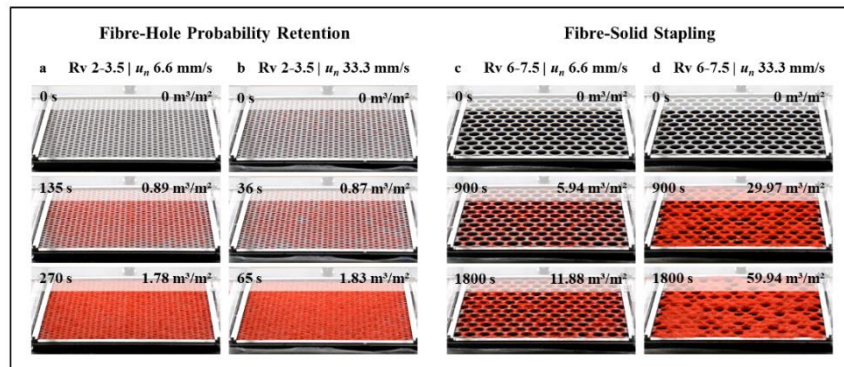 Fibre-Hole Probability Retention
Fibre-Solid Stapling
a Rv 2-3.5 | uₙ 6.6 mm/s
b Rv 2-3.5 | uₙ 33.3 mm/s
c Rv 6-7.5 | uₙ 6.6 mm/s
d Rv 6-7.5 | uₙ 33.3 mm/s
0 s 0 m³/m²
0 s 0 m³/m²
0 s 0 m³/m²
0 s 0 m³/m²
135 s 0.89 m³/m²
36 s 0.87 m³/m²
900 s 5.94 m³/m²
900 s 29.97 m³/m²
270 s 1.78 m³/m²
65 s 1.83 m³/m²
1800 s 11.88 m³/m²
1800 s 59.94 m³/m²